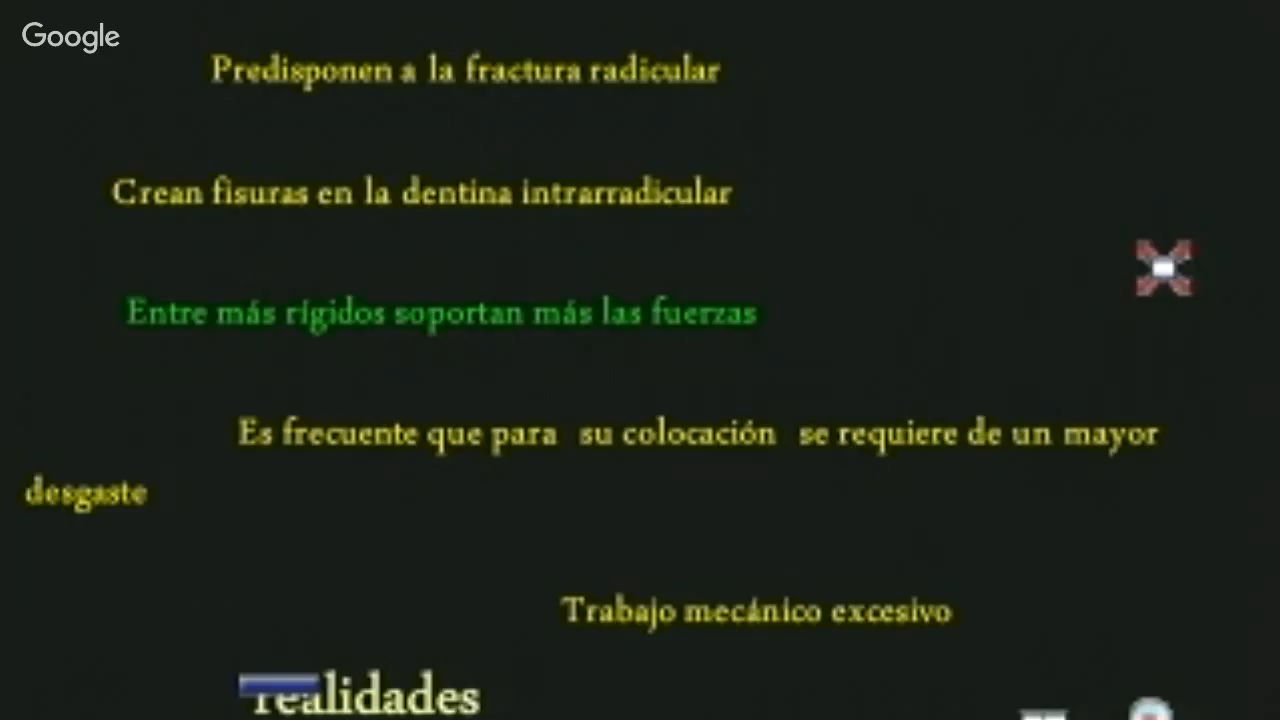 Google
Predisponen a la fractura radicular
Crean fisuras en la dentina intrarradicular
Entre más rígidos soportan más las fuerzas
Es frecuente que para su colocación se requiere de un mayor
desgaste
Trabajo mecánico excesivo
realidades